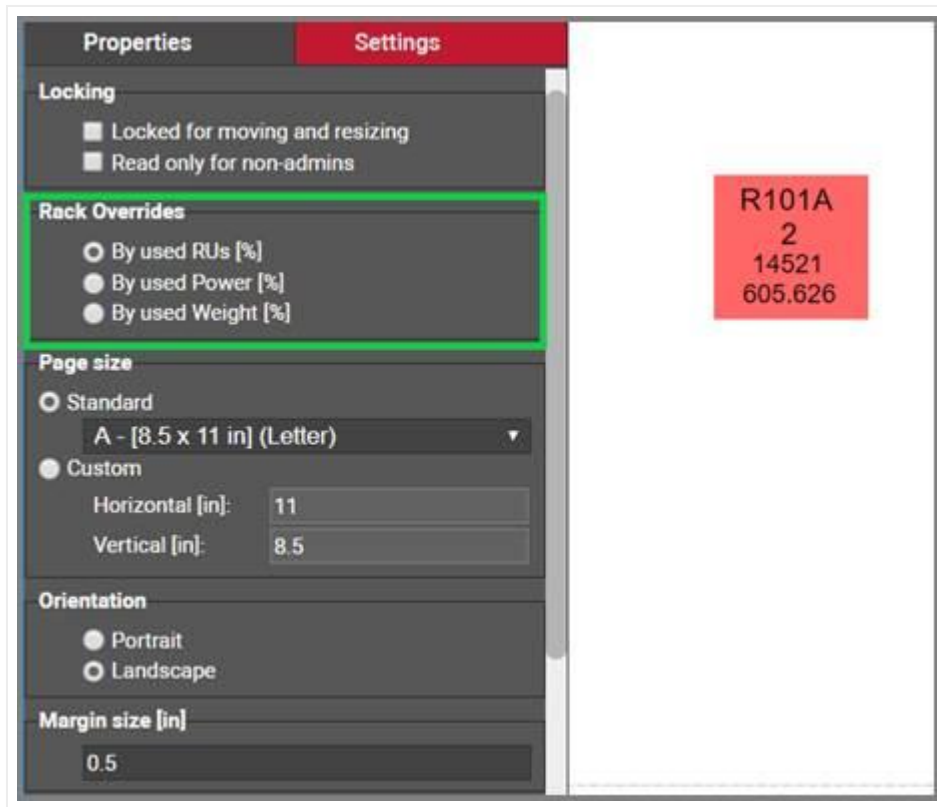 Properties Settings
Locking
Locked for moving and resizing
Read only for non-admins
Rack Overrides
By used RUs [%]
By used Power [%]
By used Weight [%]
Page size
Standard
A - [8.5 x 11 in] (Letter)
Custom
Horizontal [in]: 11
Vertical [in]: 8.5
Orientation
Portrait
Landscape
Margin size [in]
0.5
R101A
2
14521
605.626